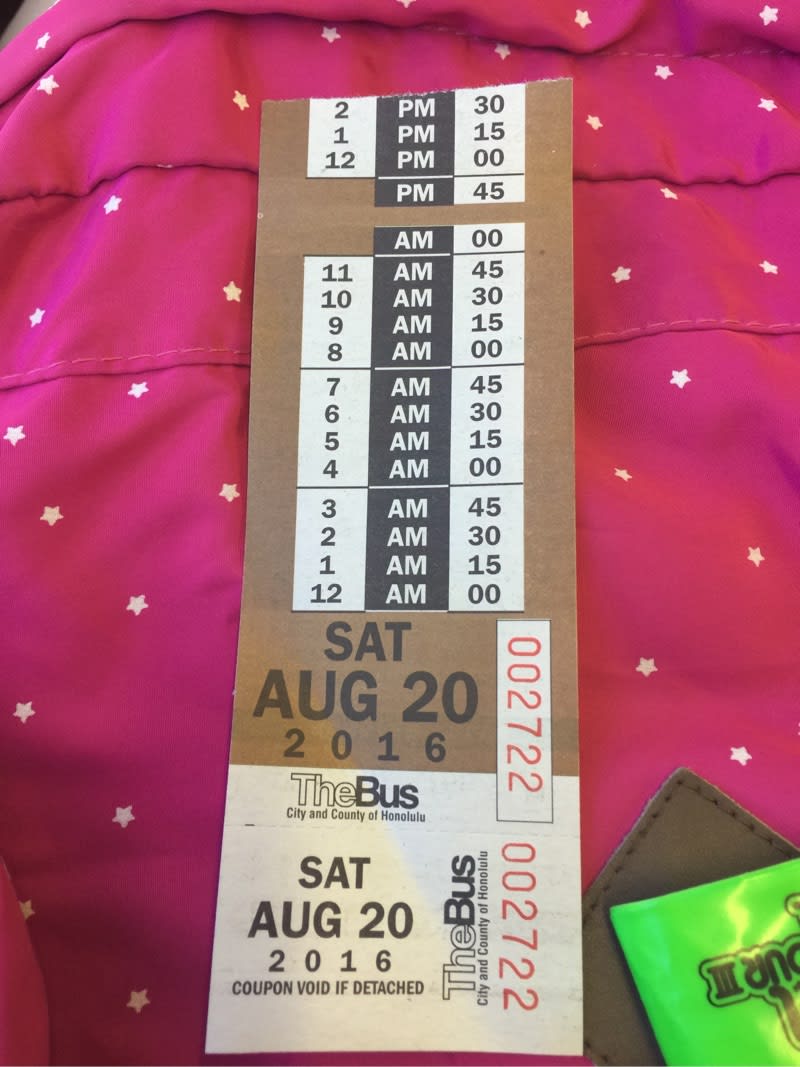 2 PM 30
1 PM 15
12 PM 00
PM 45
AM 00
11 AM 45
10 AM 30
9 AM 15
8 AM 00
7 AM 45
6 AM 30
5 AM 15
4 AM 00
3 AM 45
2 AM 30
1 AM 15
12 AM 00
SAT
AUG 20
2016
002722
TheBus
City and County of Honolulu
SAT
AUG 20
2016
COUPON VOID IF DETACHED
TheBus
City and County of Honolulu
002722
OUR III